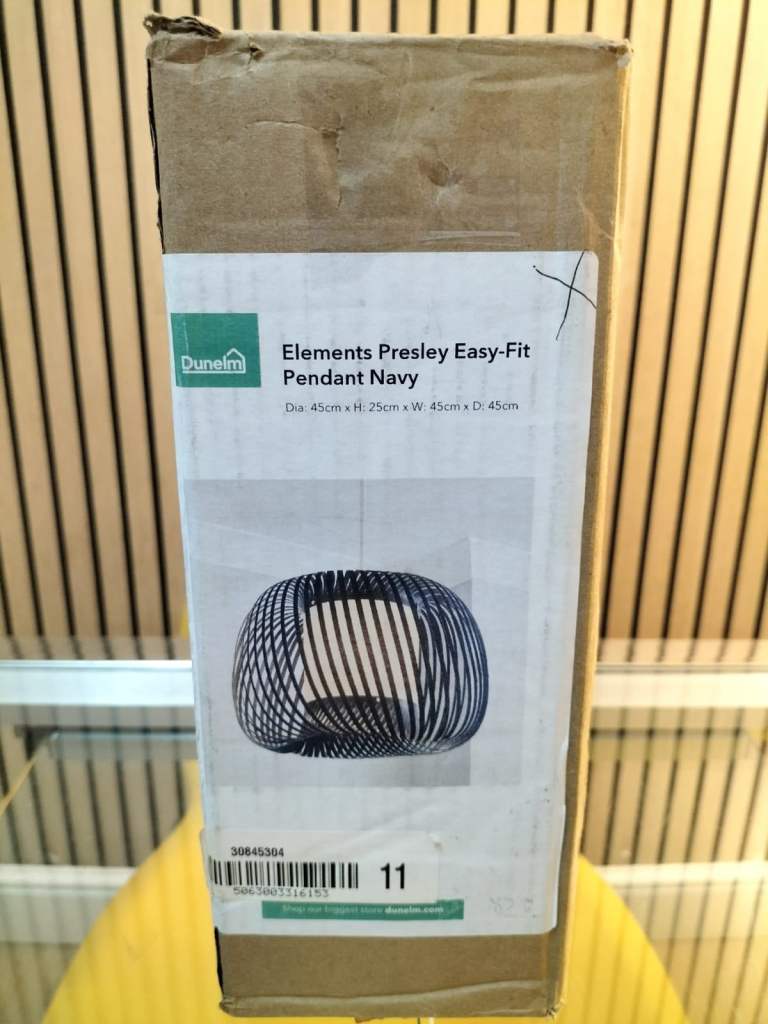 Dunelm
Elements Presley Easy-Fit
Pendant Navy
Dia: 45cm x H: 25cm x W: 45cm x D: 45cm
30845304
11
5063003316153
Shop our biggest store dunelm.com